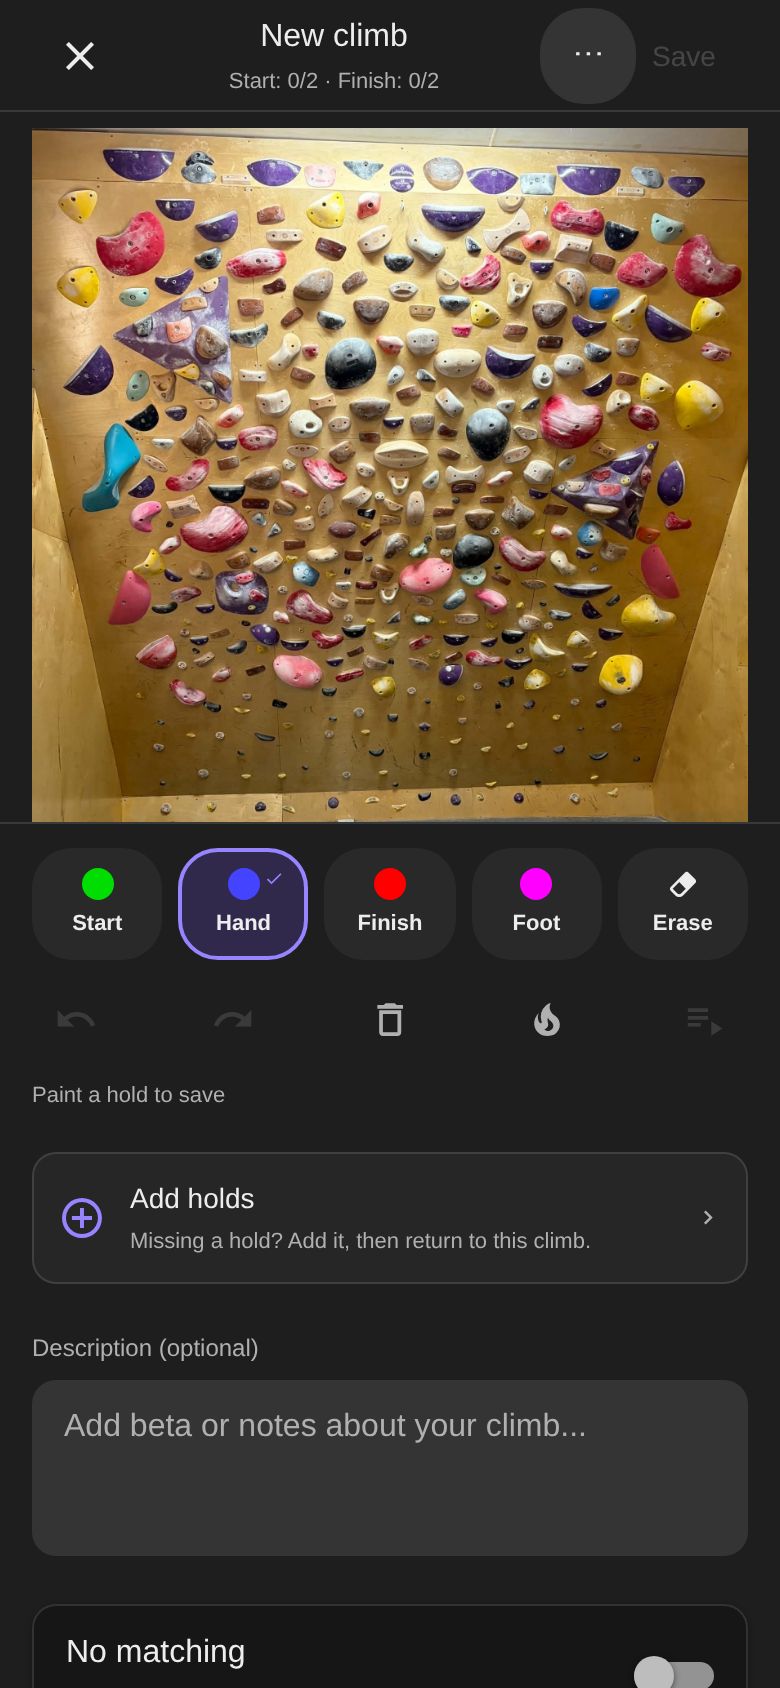 New climb
Start: 0/2 · Finish: 0/2
...
Save
Start
Hand
Finish
Foot
Erase
Paint a hold to save
Add holds
Missing a hold? Add it, then return to this climb.
Description (optional)
Add beta or notes about your climb...
No matching